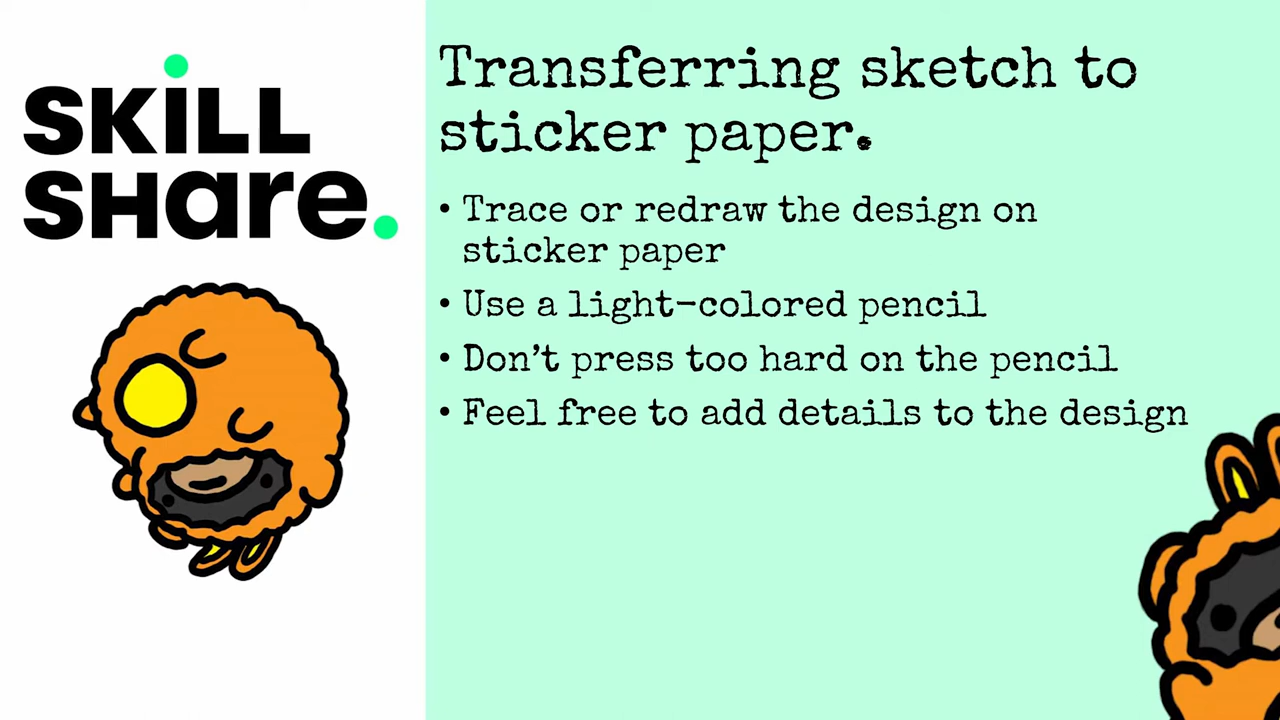 SKILL
SHare.
Transferring sketch to
sticker paper.
• Trace or redraw the design on
sticker paper
• Use a light-colored pencil
• Don’t press too hard on the pencil
• Feel free to add details to the design